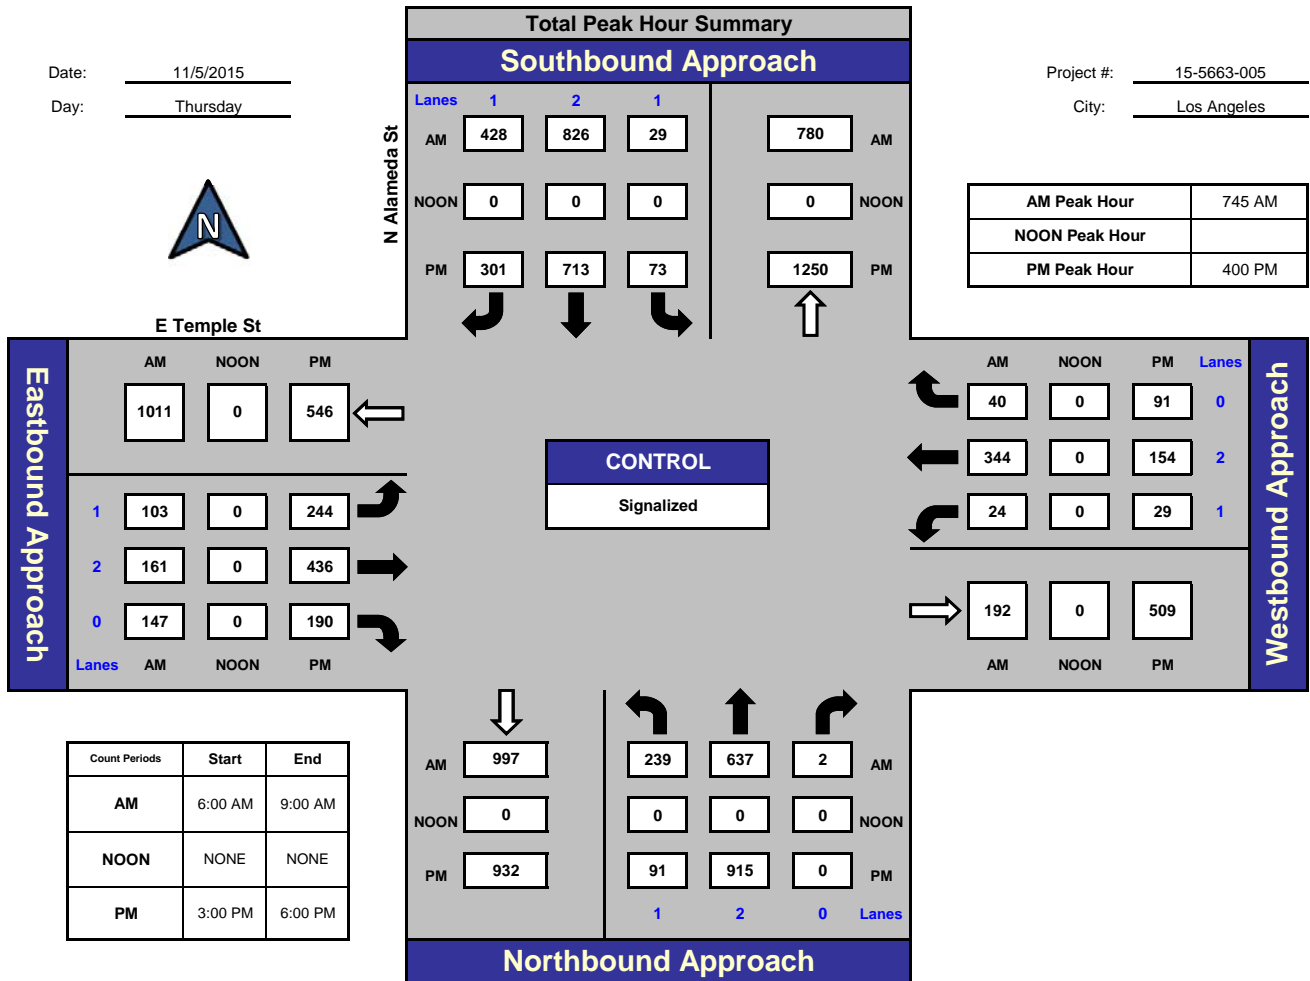 Total Peak Hour Summary
Southbound Approach
Date: 11/5/2015
Day: Thursday
Project #: 15-5663-005
City: Los Angeles
N
N Alameda St
Lanes 1 2 1
AM 428 826 29 780 AM
NOON 0 0 0 0 NOON
PM 301 713 73 1250 PM
AM Peak Hour 745 AM
NOON Peak Hour
PM Peak Hour 400 PM
E Temple St
Eastbound Approach
AM NOON PM
1011 0 546
1 103 0 244
2 161 0 436
0 147 0 190
Lanes AM NOON PM
CONTROL
Signalized
AM NOON PM Lanes
40 0 91 0
344 0 154 2
24 0 29 1
192 0 509
AM NOON PM
Westbound Approach
Count Periods Start End
AM 6:00 AM 9:00 AM
NOON NONE NONE
PM 3:00 PM 6:00 PM
AM 997 239 637 2 AM
NOON 0 0 0 0 NOON
PM 932 91 915 0 PM
1 2 0 Lanes
Northbound Approach